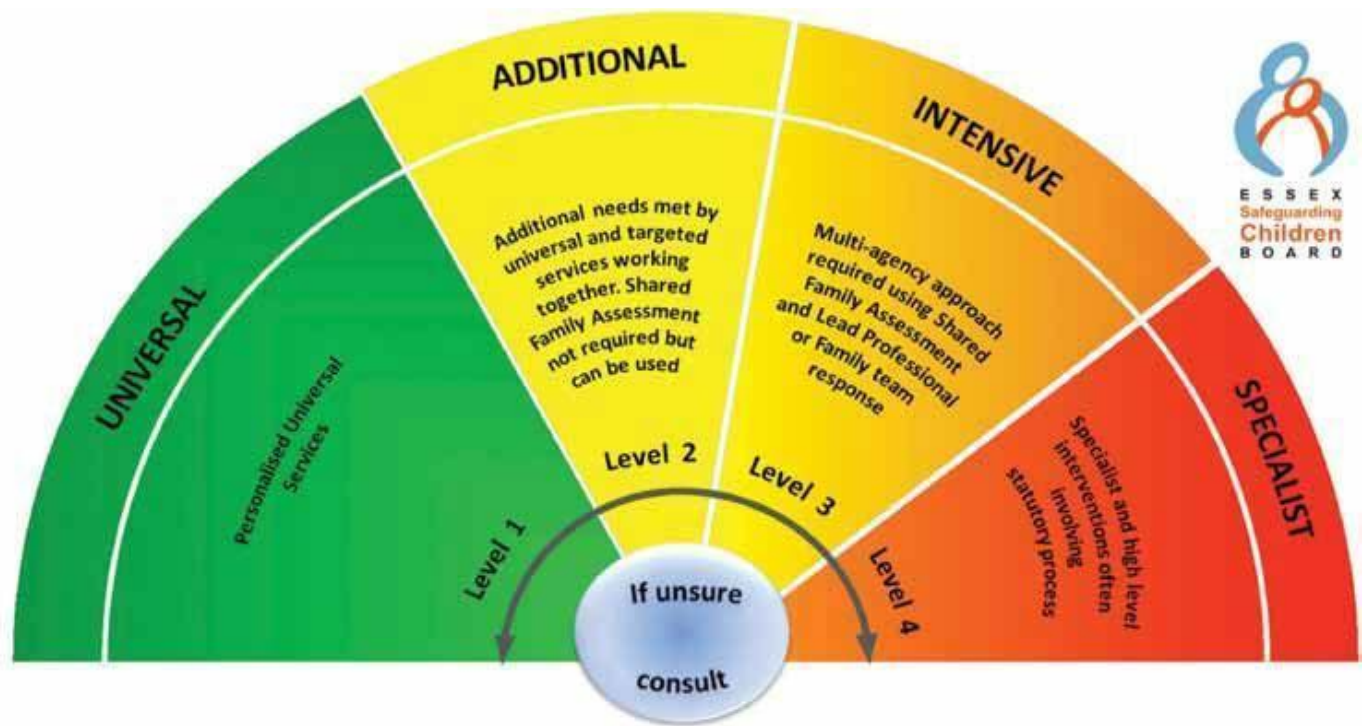 UNIVERSAL
Personalised Universal
Services
Level 1
ADDITIONAL
Additional needs met by
universal and targeted
services working
together. Shared
Family Assessment
not required but
can be used
Level 2
INTENSIVE
Multi-agency approach
required using Shared
Family Assessment
and Lead Professional
or Family team
response
Level 3
SPECIALIST
Specialist and high level
interventions often
involving
statutory process
Level 4
If unsure
consult
ESSEX
Safeguarding
Children
BOARD